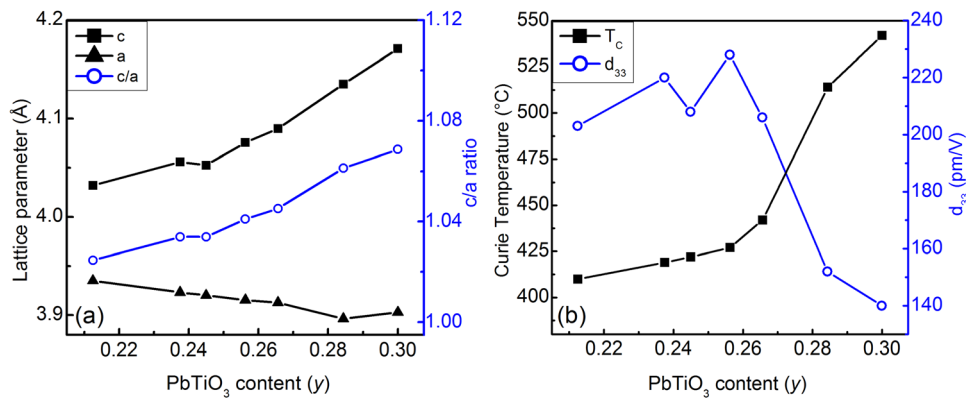 4.2
4.1
4.0
3.9
Lattice parameter (Å)
c
a
c/a
(a)
1.12
1.08
1.04
1.00
c/a ratio
0.22 0.24 0.26 0.28 0.30
PbTiO3 content (y)
550
525
500
475
450
425
400
Curie Temperature (°C)
TC
d33
(b)
240
220
200
180
160
140
d33 (pm/V)
0.22 0.24 0.26 0.28 0.30
PbTiO3 content (y)